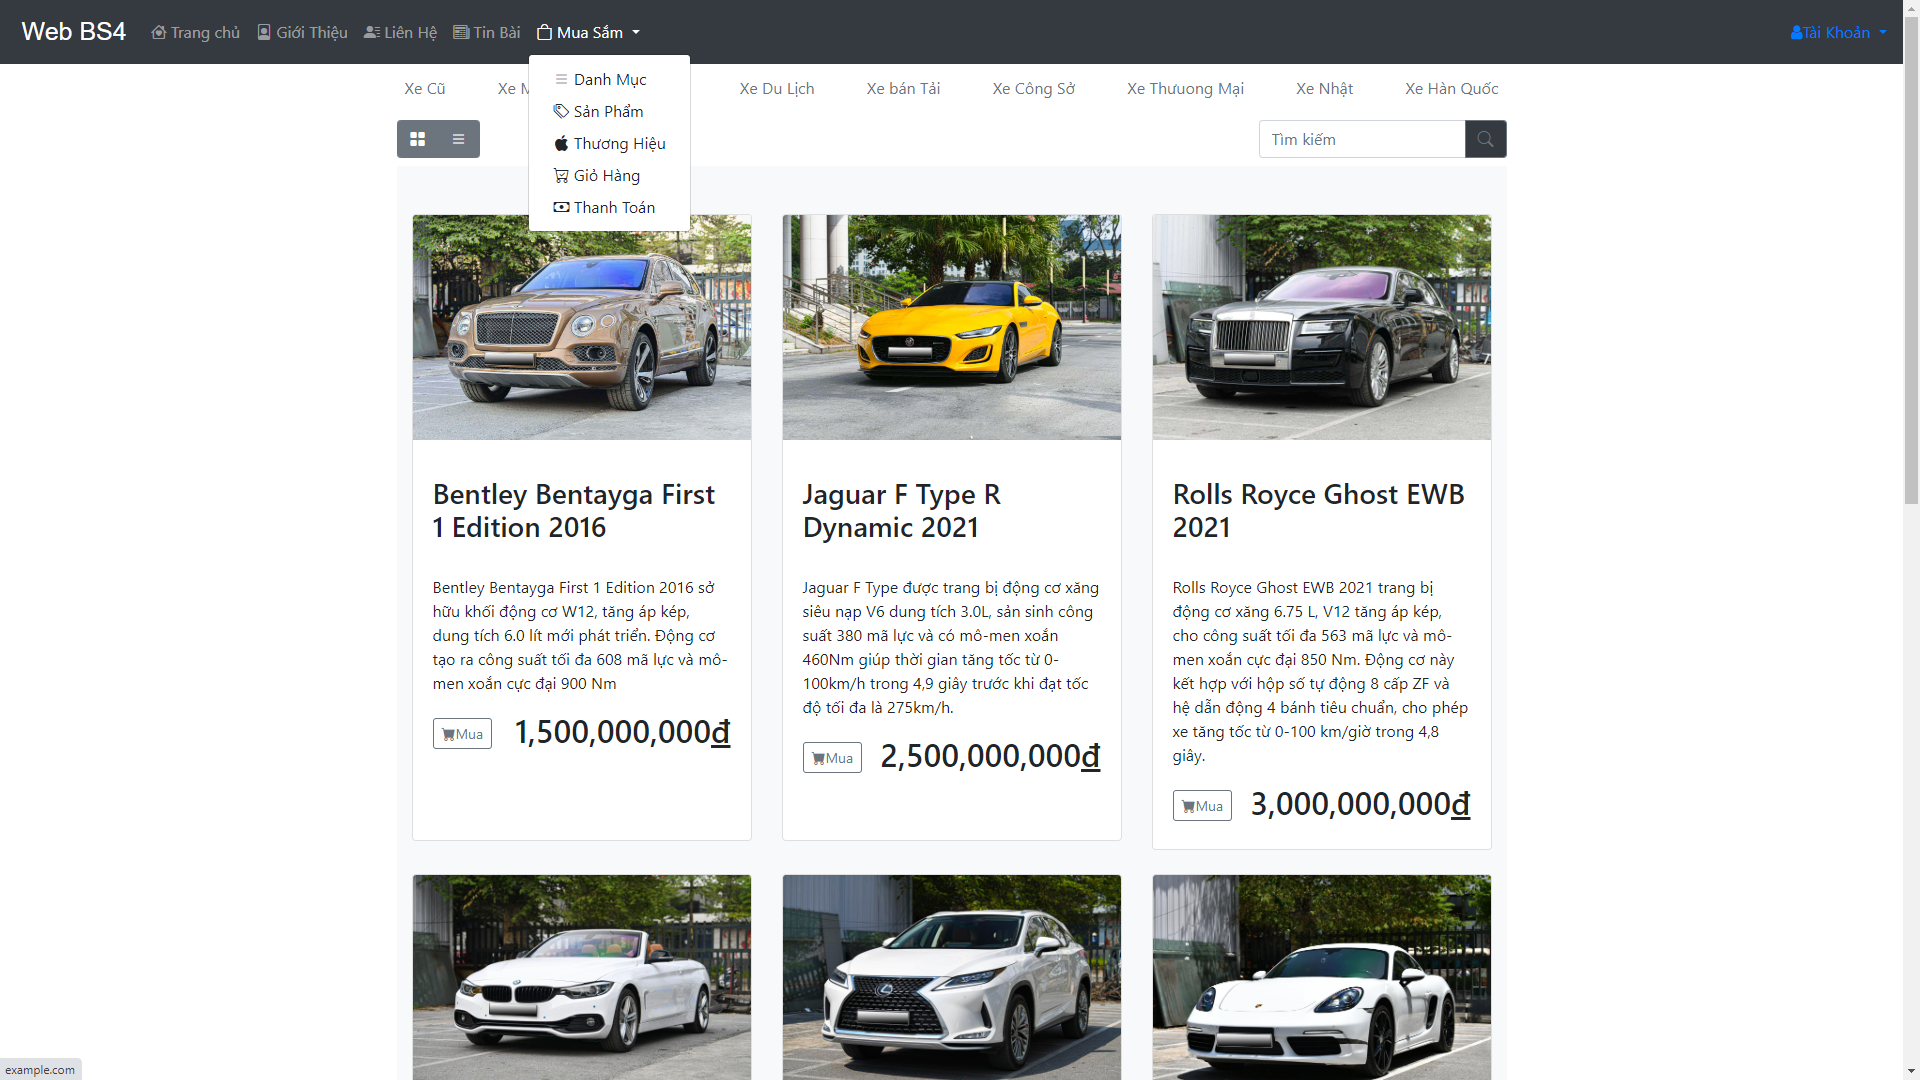 Web BS4
Trang chủ
Giới Thiệu
Liên Hệ
Tin Bài
Mua Sắm
Tài Khoản
Danh Mục
Sản Phẩm
Thương Hiệu
Giỏ Hàng
Thanh Toán
Xe Cũ
Xe
Xe Du Lịch
Xe bán Tải
Xe Công Sở
Xe Thưuong Mại
Xe Nhật
Xe Hàn Quốc
Tìm kiếm
Bentley Bentayga First
1 Edition 2016
Bentley Bentayga First 1 Edition 2016 sở
hữu khối động cơ W12, tăng áp kép,
dung tích 6.0 lít mới phát triển. Động cơ
tạo ra công suất tối đa 608 mã lực và mô-
men xoắn cực đại 900 Nm
Mua
1,500,000,000đ
Jaguar F Type R
Dynamic 2021
Jaguar F Type được trang bị động cơ xăng
siêu nạp V6 dung tích 3.0L, sản sinh công
suất 380 mã lực và có mô-men xoắn
460Nm giúp thời gian tăng tốc từ 0-
100km/h trong 4,9 giây trước khi đạt tốc
độ tối đa là 275km/h.
Mua
2,500,000,000đ
Rolls Royce Ghost EWB
2021
Rolls Royce Ghost EWB 2021 trang bị
động cơ xăng 6.75 L, V12 tăng áp kép,
cho công suất tối đa 563 mã lực và mô-
men xoắn cực đại 850 Nm. Động cơ này
kết hợp với hộp số tự động 8 cấp ZF và
hệ dẫn động 4 bánh tiêu chuẩn, cho phép
xe tăng tốc từ 0-100 km/giờ trong 4,8
giây.
Mua
3,000,000,000đ
example.com